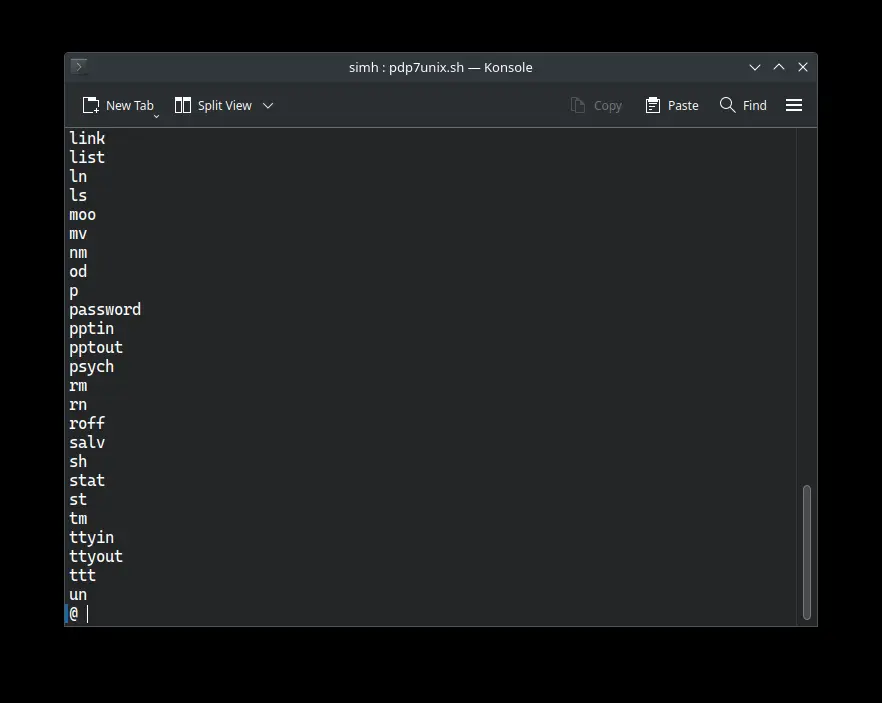 simh : pdp7unix.sh — Konsole
New Tab Split View Copy Paste Find
link
list
ln
ls
moo
mv
nm
od
p
password
pptin
pptout
psych
rm
rn
roff
salv
sh
stat
st
tm
ttyin
ttyout
ttt
un
@